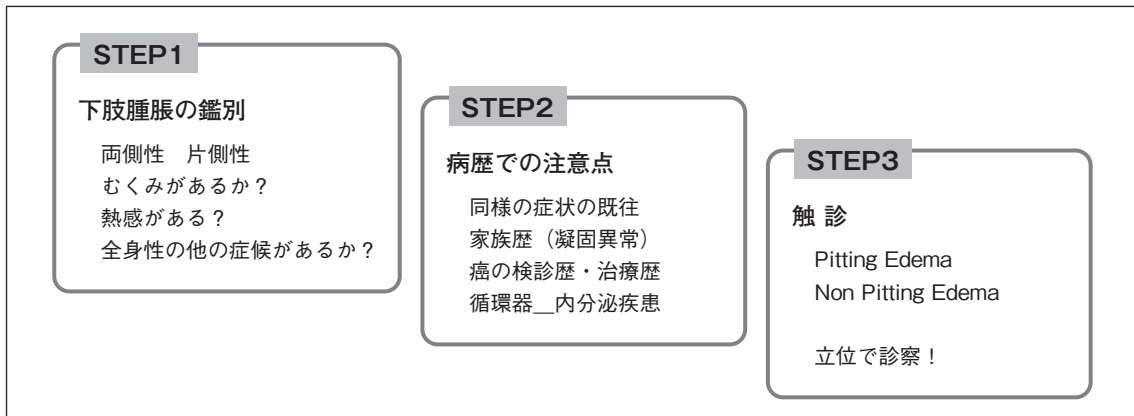 STEP1
下肢腫脹の鑑別
両側性　片側性
むくみがあるか？
熱感がある？
全身性の他の症候があるか？
STEP2
病歴での注意点
同様の症状の既往
家族歴（凝固異常）
癌の検診歴・治療歴
循環器__内分泌疾患
STEP3
触 診
Pitting Edema
Non Pitting Edema
立位で診察！